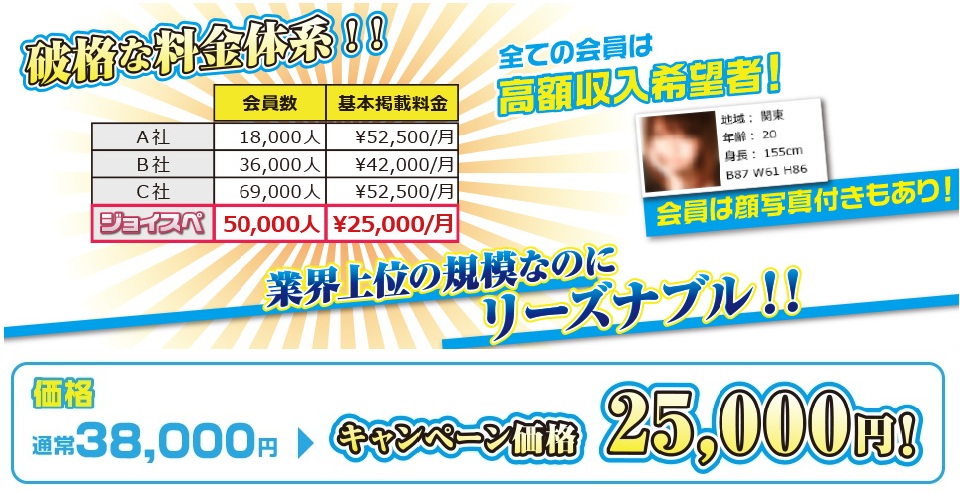 破格な料金体系！！
会員数 基本掲載料金
A社 18,000人 ¥52,500/月
B社 36,000人 ¥42,000/月
C社 69,000人 ¥52,500/月
ジョイスペ 50,000人 ¥25,000/月
全ての会員は
高額収入希望者！
地域： 関東
年齢： 20
身長： 155cm
B87 W61 H86
会員は顔写真付きもあり！
業界上位の規模なのに
リーズナブル！！
価格
通常38,000円 ▶ キャンペーン価格 25,000円！